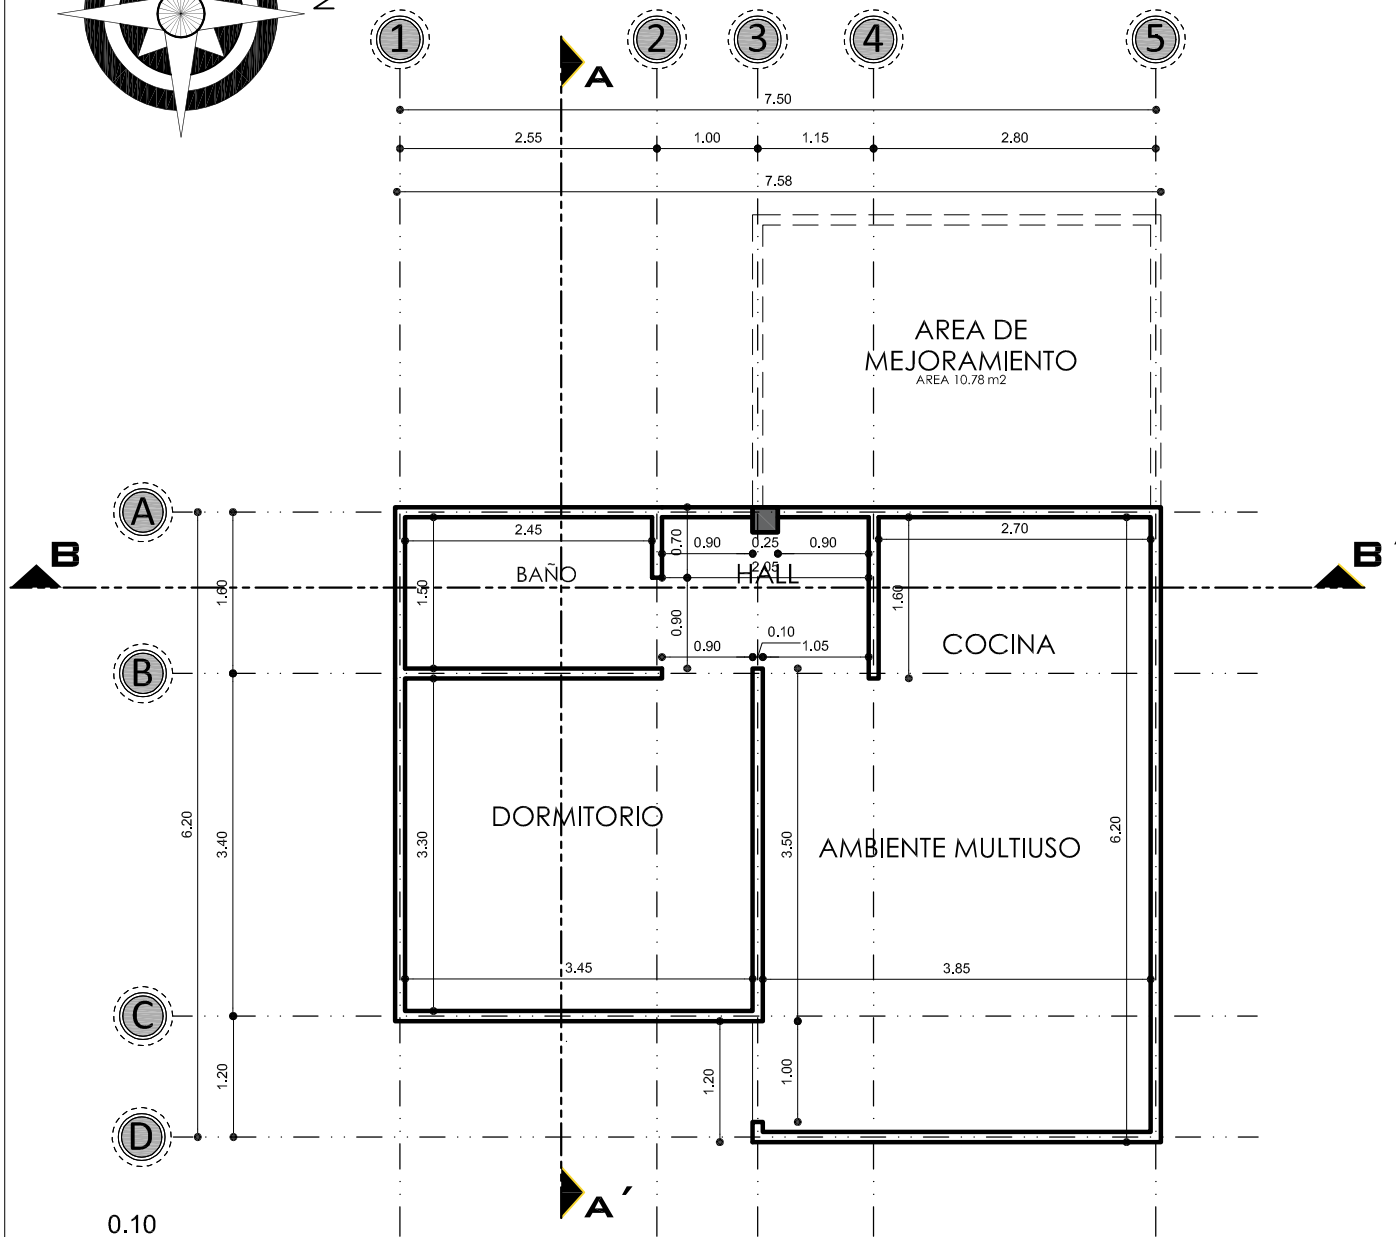 N
1
2
3
4
5
A
7.50
2.55
1.00
1.15
2.80
7.58
AREA DE
MEJORAMIENTO
AREA 10.78 m2
A
2.45
0.70
0.90
0.25
0.90
2.70
B
B'
BAÑO
2.05
HALL
1.60
1.50
1.60
0.90
0.10
0.90
1.05
COCINA
B
DORMITORIO
6.20
3.40
3.30
3.50
AMBIENTE MULTIUSO
6.20
3.45
3.85
C
1.20
1.20
1.00
D
A ´
0.10